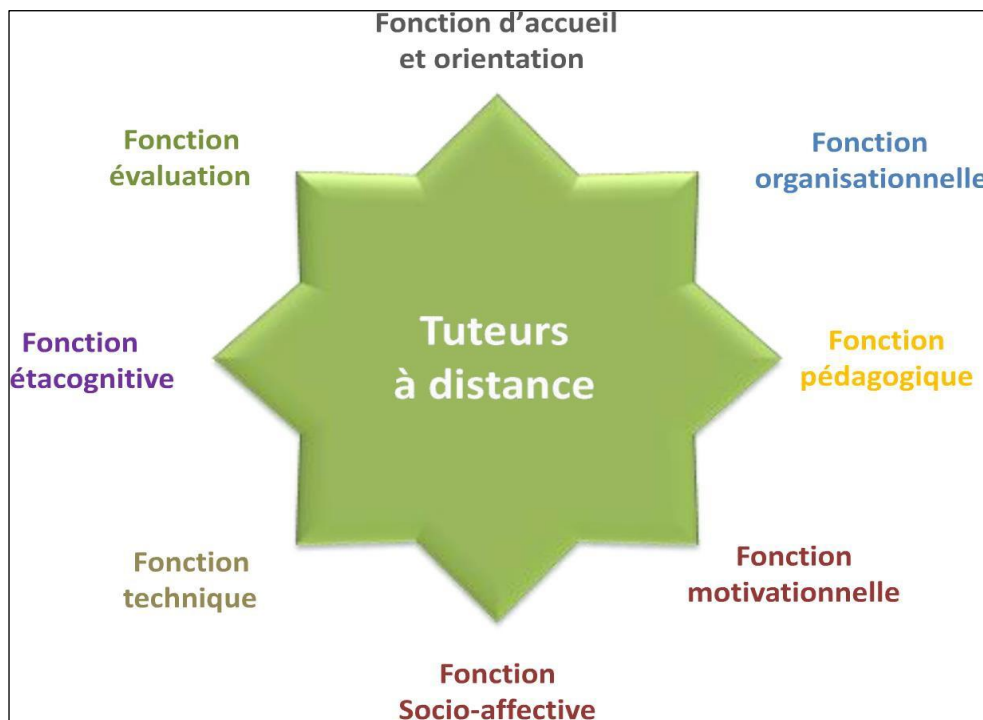 Fonction d'accueil
et orientation
Fonction
évaluation
Fonction
organisationnelle
Fonction
étacognitive
Tuteurs
à distance
Fonction
pédagogique
Fonction
technique
Fonction
motivationnelle
Fonction
Socio-affective